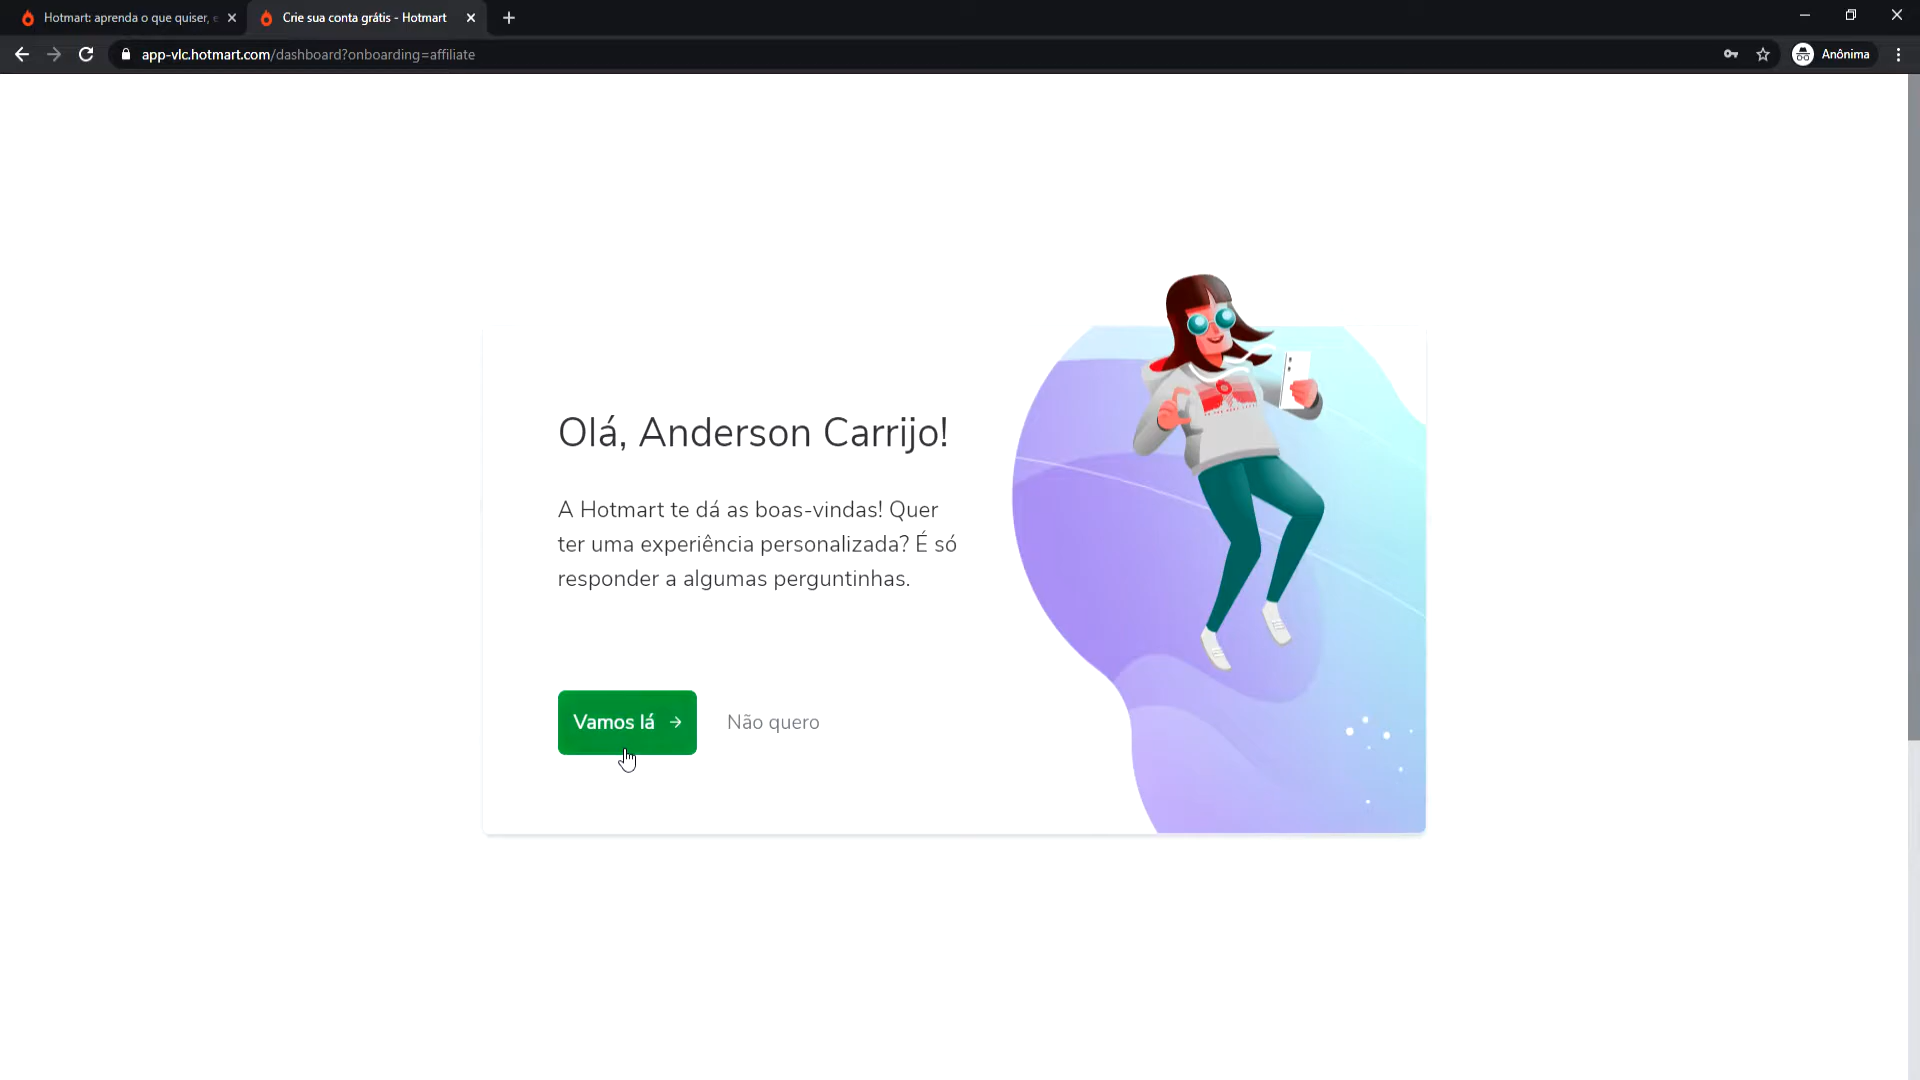 Hotmart: aprenda o que quiser, e
Crie sua conta grátis - Hotmart
app-vlc.hotmart.com/dashboard?onboarding=affiliate
Anônima
Olá, Anderson Carrijo!
A Hotmart te dá as boas-vindas! Quer
ter uma experiência personalizada? É só
responder a algumas perguntinhas.
Vamos lá →
Não quero